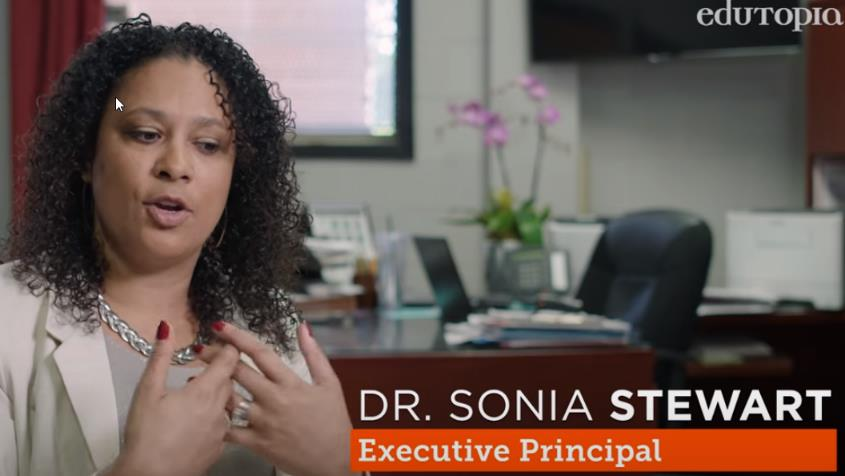 edutopia
DR. SONIA STEWART
Executive Principal